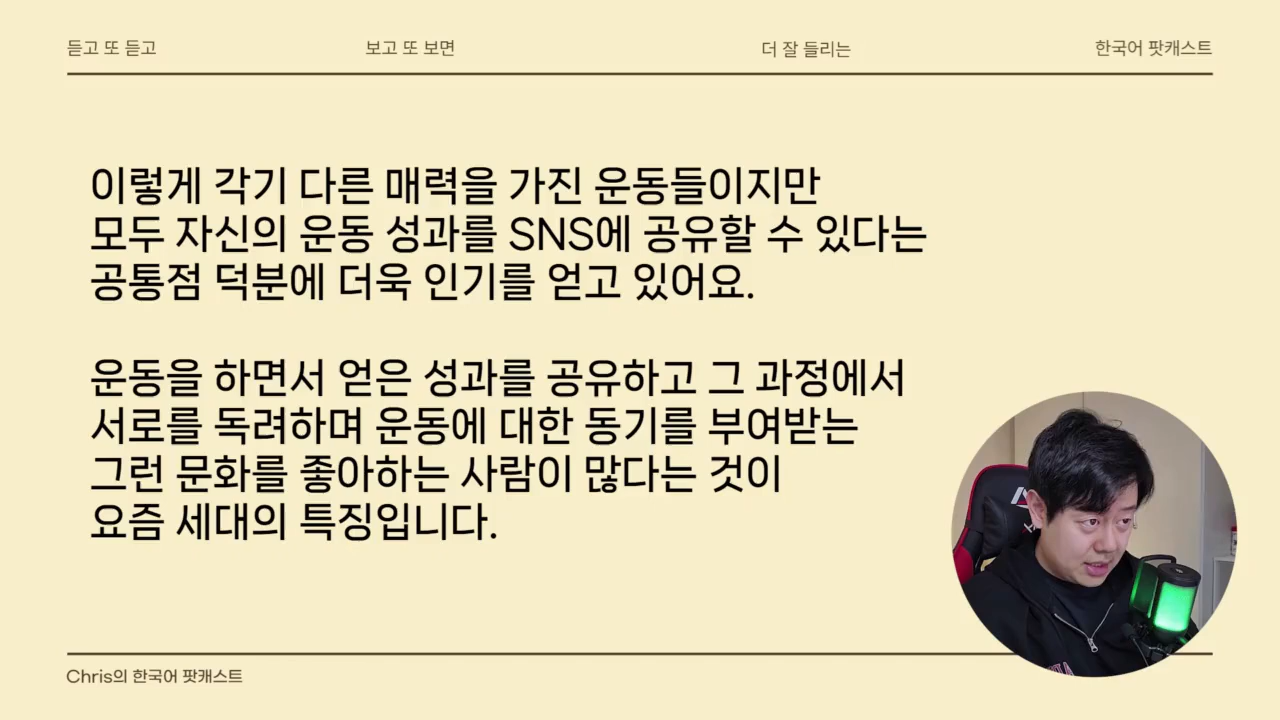 듣고 또 듣고
보고 또 보면
더 잘 들리는
한국어 팟캐스트
이렇게 각기 다른 매력을 가진 운동들이지만
모두 자신의 운동 성과를 SNS에 공유할 수 있다는
공통점 덕분에 더욱 인기를 얻고 있어요.
운동을 하면서 얻은 성과를 공유하고 그 과정에서
서로를 독려하며 운동에 대한 동기를 부여받는
그런 문화를 좋아하는 사람이 많다는 것이
요즘 세대의 특징입니다.
Chris의 한국어 팟캐스트